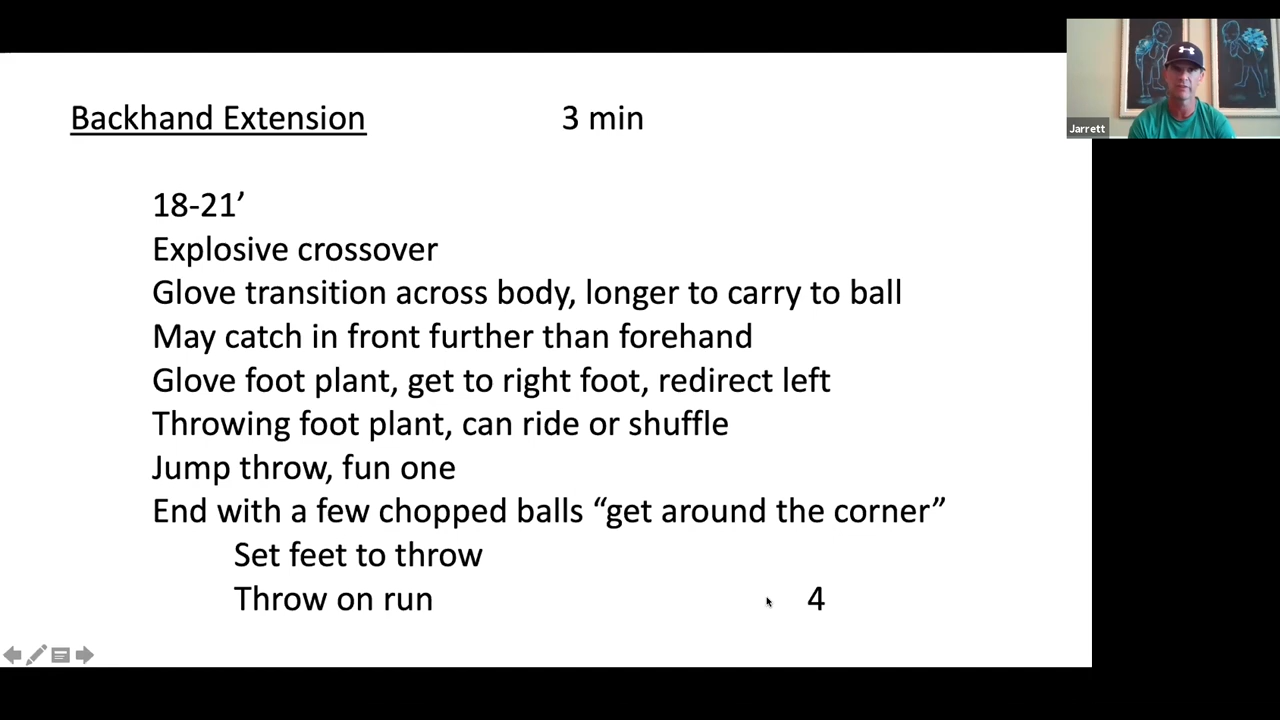 Backhand Extension 3 min
Jarrett
18-21’
Explosive crossover
Glove transition across body, longer to carry to ball
May catch in front further than forehand
Glove foot plant, get to right foot, redirect left
Throwing foot plant, can ride or shuffle
Jump throw, fun one
End with a few chopped balls “get around the corner”
Set feet to throw
Throw on run 4